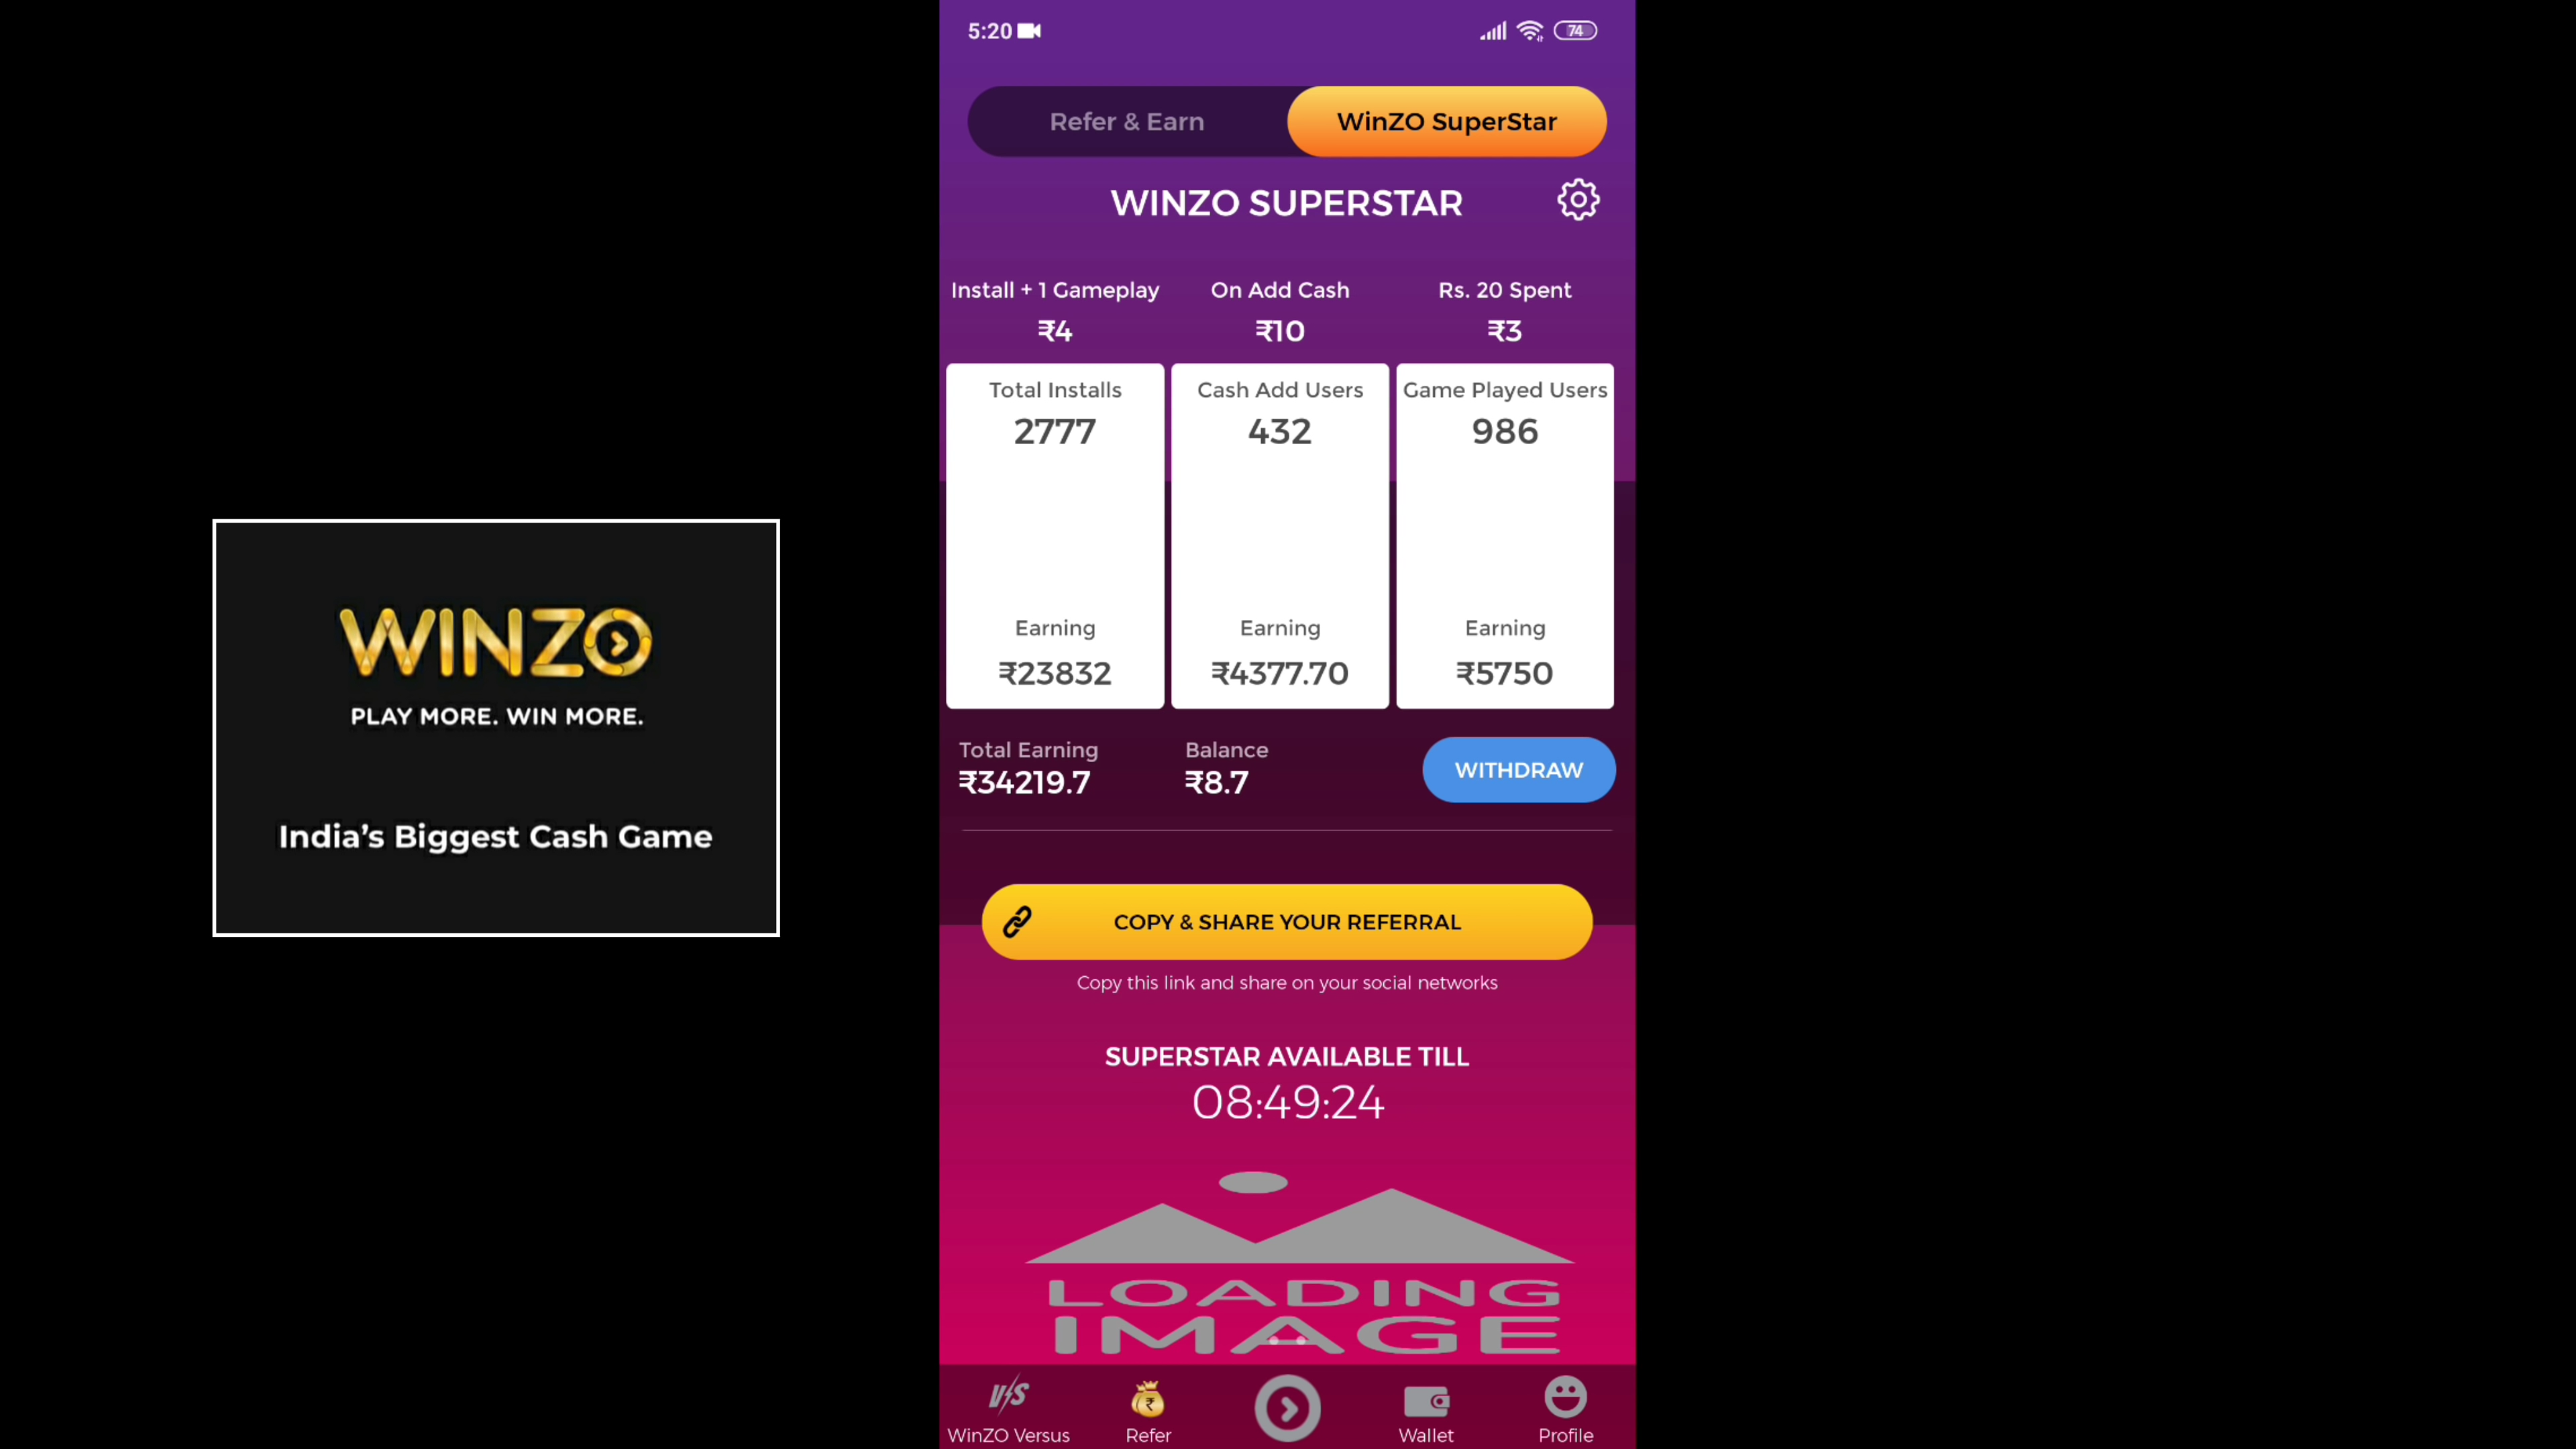 WINZO
PLAY MORE. WIN MORE.
India's Biggest Cash Game
5:20
74
Refer & Earn
WinZO SuperStar
WINZO SUPERSTAR
Install + 1 Gameplay
₹4
On Add Cash
₹10
Rs. 20 Spent
₹3
Total Installs
2777
Earning
₹23832
Cash Add Users
432
Earning
₹4377.70
Game Played Users
986
Earning
₹5750
Total Earning
₹34219.7
Balance
₹8.7
WITHDRAW
COPY & SHARE YOUR REFERRAL
Copy this link and share on your social networks
SUPERSTAR AVAILABLE TILL
08:49:24
LOADING
IMAGE
V/S
WinZO Versus
Refer
Wallet
Profile